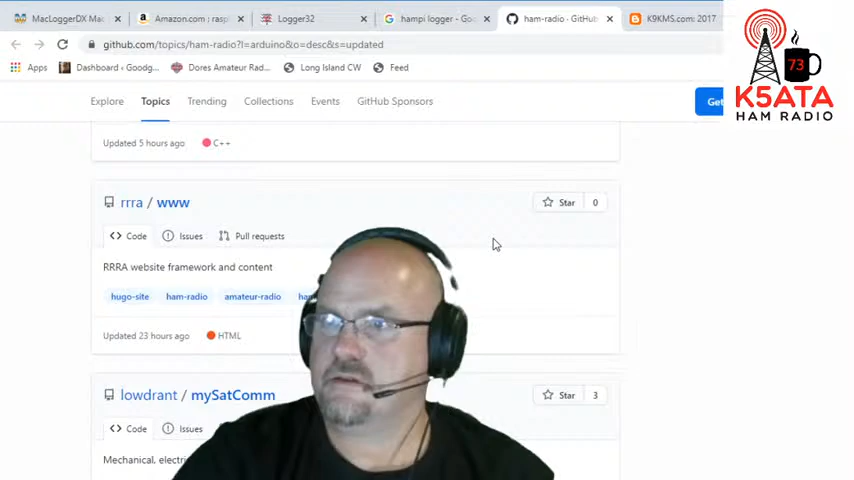 MacLoggerDX Mac
Amazon.com ; rasp
Logger32
hampi logger - Goo
ham-radio · GitHub
K9KMS.com: 2017
github.com/topics/ham-radio?l=arduino&o=desc&s=updated
Apps
Dashboard ‹ Goodg...
Dores Amateur Rad...
Long Island CW
Feed
73
K5ATA
HAM RADIO
Explore
Topics
Trending
Collections
Events
GitHub Sponsors
Get
Updated 5 hours ago
C++
rrra / www
Star
0
Code
Issues
Pull requests
RRRA website framework and content
hugo-site
ham-radio
amateur-radio
Updated 23 hours ago
HTML
lowdrant / mySatComm
Star
3
Code
Issues
Mechanical,